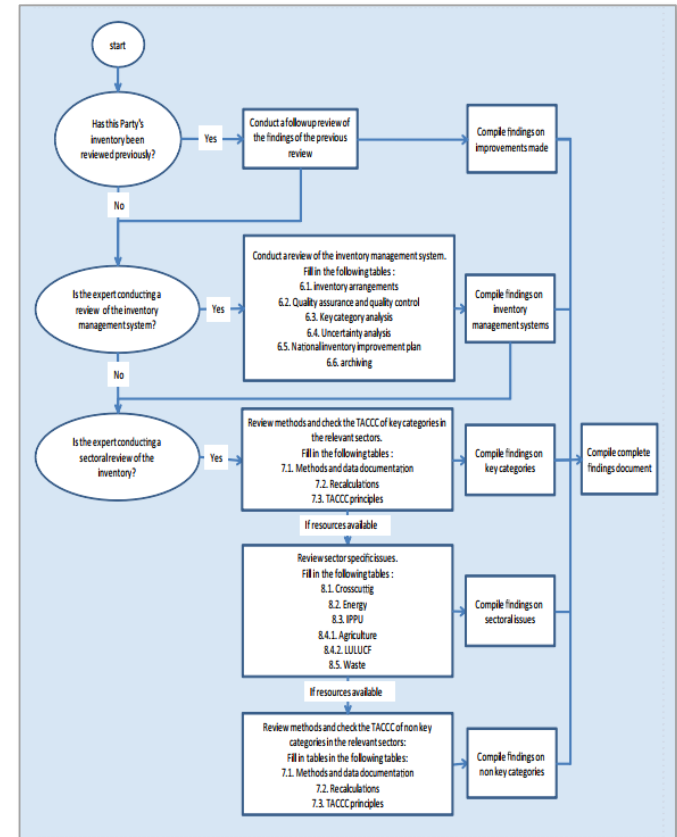 start
Has this Party's
inventory been
reviewed previously?
Yes
Conduct a followup review of
the findings of the previous
review
Compile findings on
improvements made
No
Is the expert conducting a
review of the inventory
management system?
Yes
Conduct a review of the inventory management system.
Fill in the following tables :
6.1. inventory arrangements
6.2. Quality assurance and quality control
6.3. Key category analysis
6.4. Uncertainty analysis
6.5. National inventory improvement plan
6.6. archiving
Compile findings on
inventory
management systems
No
Is the expert conducting a
sectoral review of the
inventory?
Yes
Review methods and check the TACCC of key categories in
the relevant sectors.
Fill in the following tables :
7.1. Methods and data documentation
7.2. Recalculations
7.3. TACCC principles
Compile findings on
key categories
Compile complete
findings document
If resources available
Review sector specific issues.
Fill in the following tables :
8.1. Crosscuttig
8.2. Energy
8.3. IPPU
8.4.1. Agriculture
8.4.2. LULUCF
8.5. Waste
Compile findings on
sectoral issues
If resources available
Review methods and check the TACCC of non key
categories in the relevant sectors:
Fill in tables in the following tables:
7.1. Methods and data documentation
7.2. Recalculations
7.3. TACCC principles
Compile findings on
non key categories